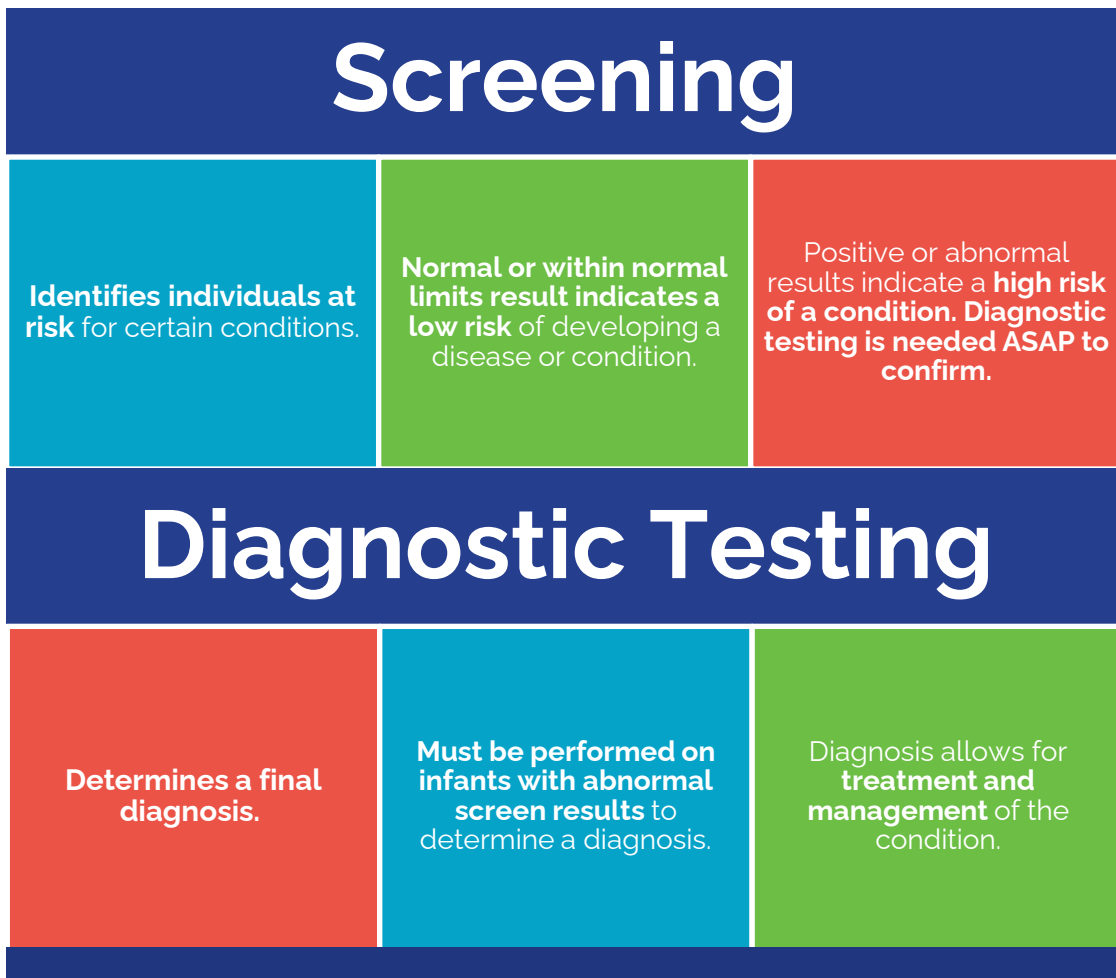 Screening
Identifies individuals at
risk for certain conditions.
Normal or within normal
limits result indicates a
low risk of developing a
disease or condition.
Positive or abnormal
results indicate a high risk
of a condition. Diagnostic
testing is needed ASAP to
confirm.
Diagnostic Testing
Determines a final
diagnosis.
Must be performed on
infants with abnormal
screen results to
determine a diagnosis.
Diagnosis allows for
treatment and
management of the
condition.